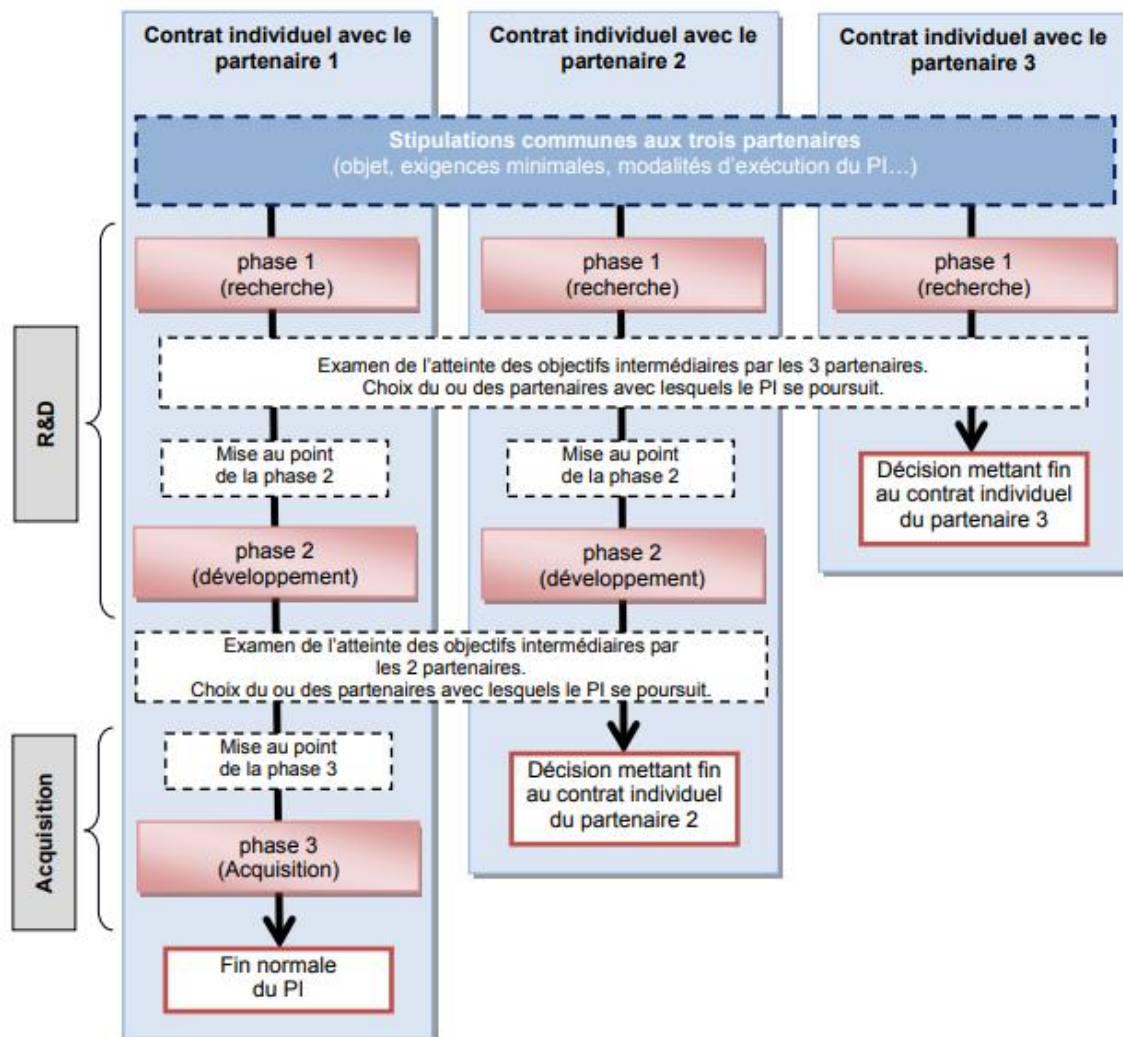 Contrat individuel avec le
partenaire 1
Contrat individuel avec le
partenaire 2
Contrat individuel avec le
partenaire 3
Stipulations communes aux trois partenaires
(objet, exigences minimales, modalités d'exécution du PI…)
R&D
phase 1
(recherche)
phase 1
(recherche)
phase 1
(recherche)
Examen de l'atteinte des objectifs intermédiaires par les 3 partenaires.
Choix du ou des partenaires avec lesquels le PI se poursuit.
Mise au point
de la phase 2
Mise au point
de la phase 2
Décision mettant fin
au contrat individuel
du partenaire 3
phase 2
(développement)
phase 2
(développement)
Examen de l'atteinte des objectifs intermédiaires par
les 2 partenaires.
Choix du ou des partenaires avec lesquels le PI se poursuit.
Acquisition
Mise au point
de la phase 3
Décision mettant fin
au contrat individuel
du partenaire 2
phase 3
(Acquisition)
Fin normale
du PI